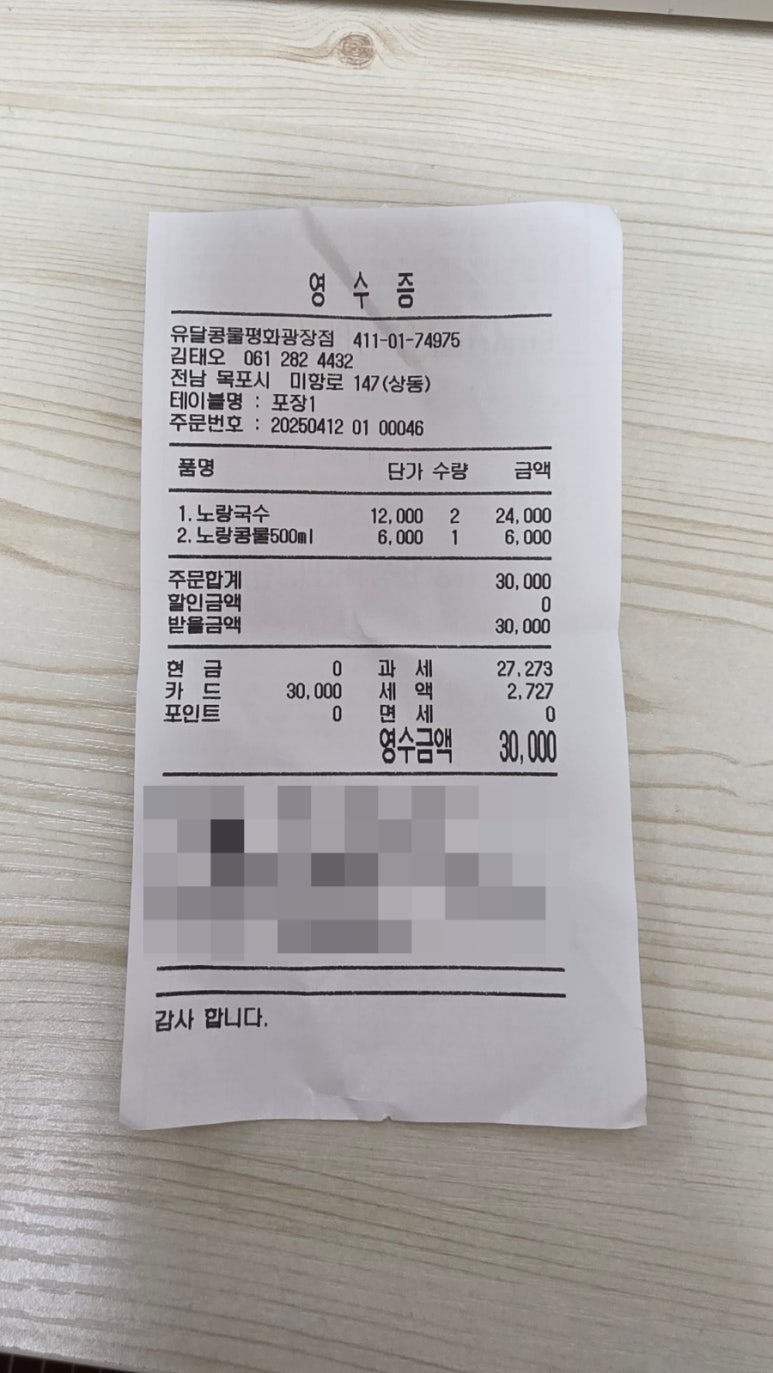 영 수 증
유달콩물평화광장점 411-01-74975
김태오 061 282 4432
전남 목포시 미항로 147(상동)
테이블명 : 포장1
주문번호 : 20250412 01 00046
품명 단가 수량 금액
1. 노랑국수 12,000 2 24,000
2. 노랑콩물500ml 6,000 1 6,000
주문합계 30,000
할인금액 0
받을금액 30,000
현 금 0 과 세 27,273
카 드 30,000 세 액 2,727
포인트 0 면 세 0
영수금액 30,000
감사 합니다.